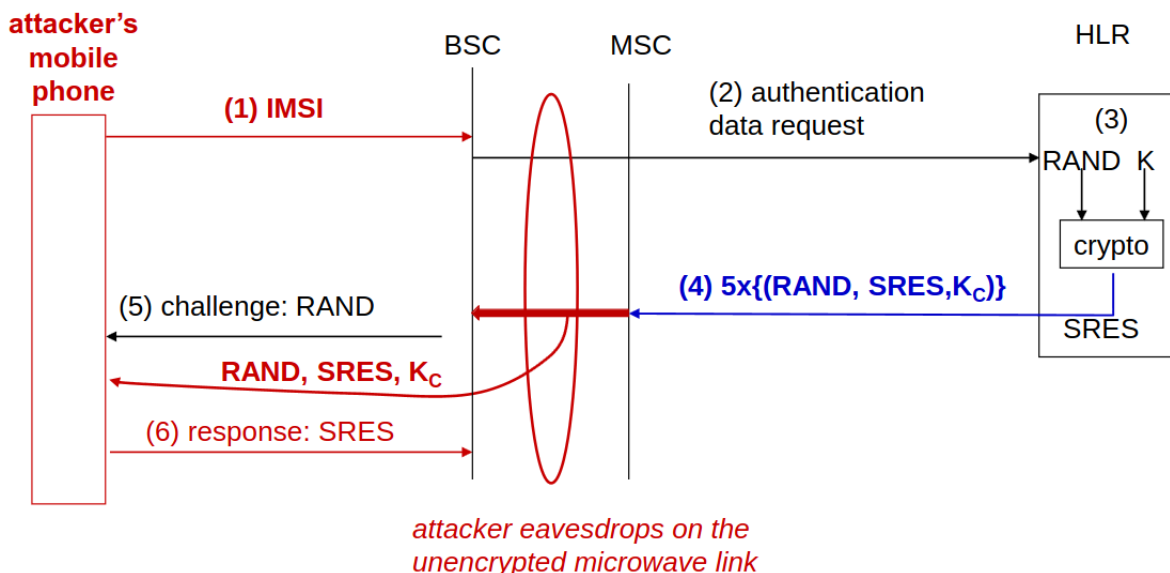 attacker’s
mobile
phone
BSC
MSC
HLR
(1) IMSI
(2) authentication
data request
(3)
RAND K
crypto
(4) 5x{(RAND, SRES,KC)}
SRES
(5) challenge: RAND
RAND, SRES, KC
(6) response: SRES
attacker eavesdrops on the
unencrypted microwave link